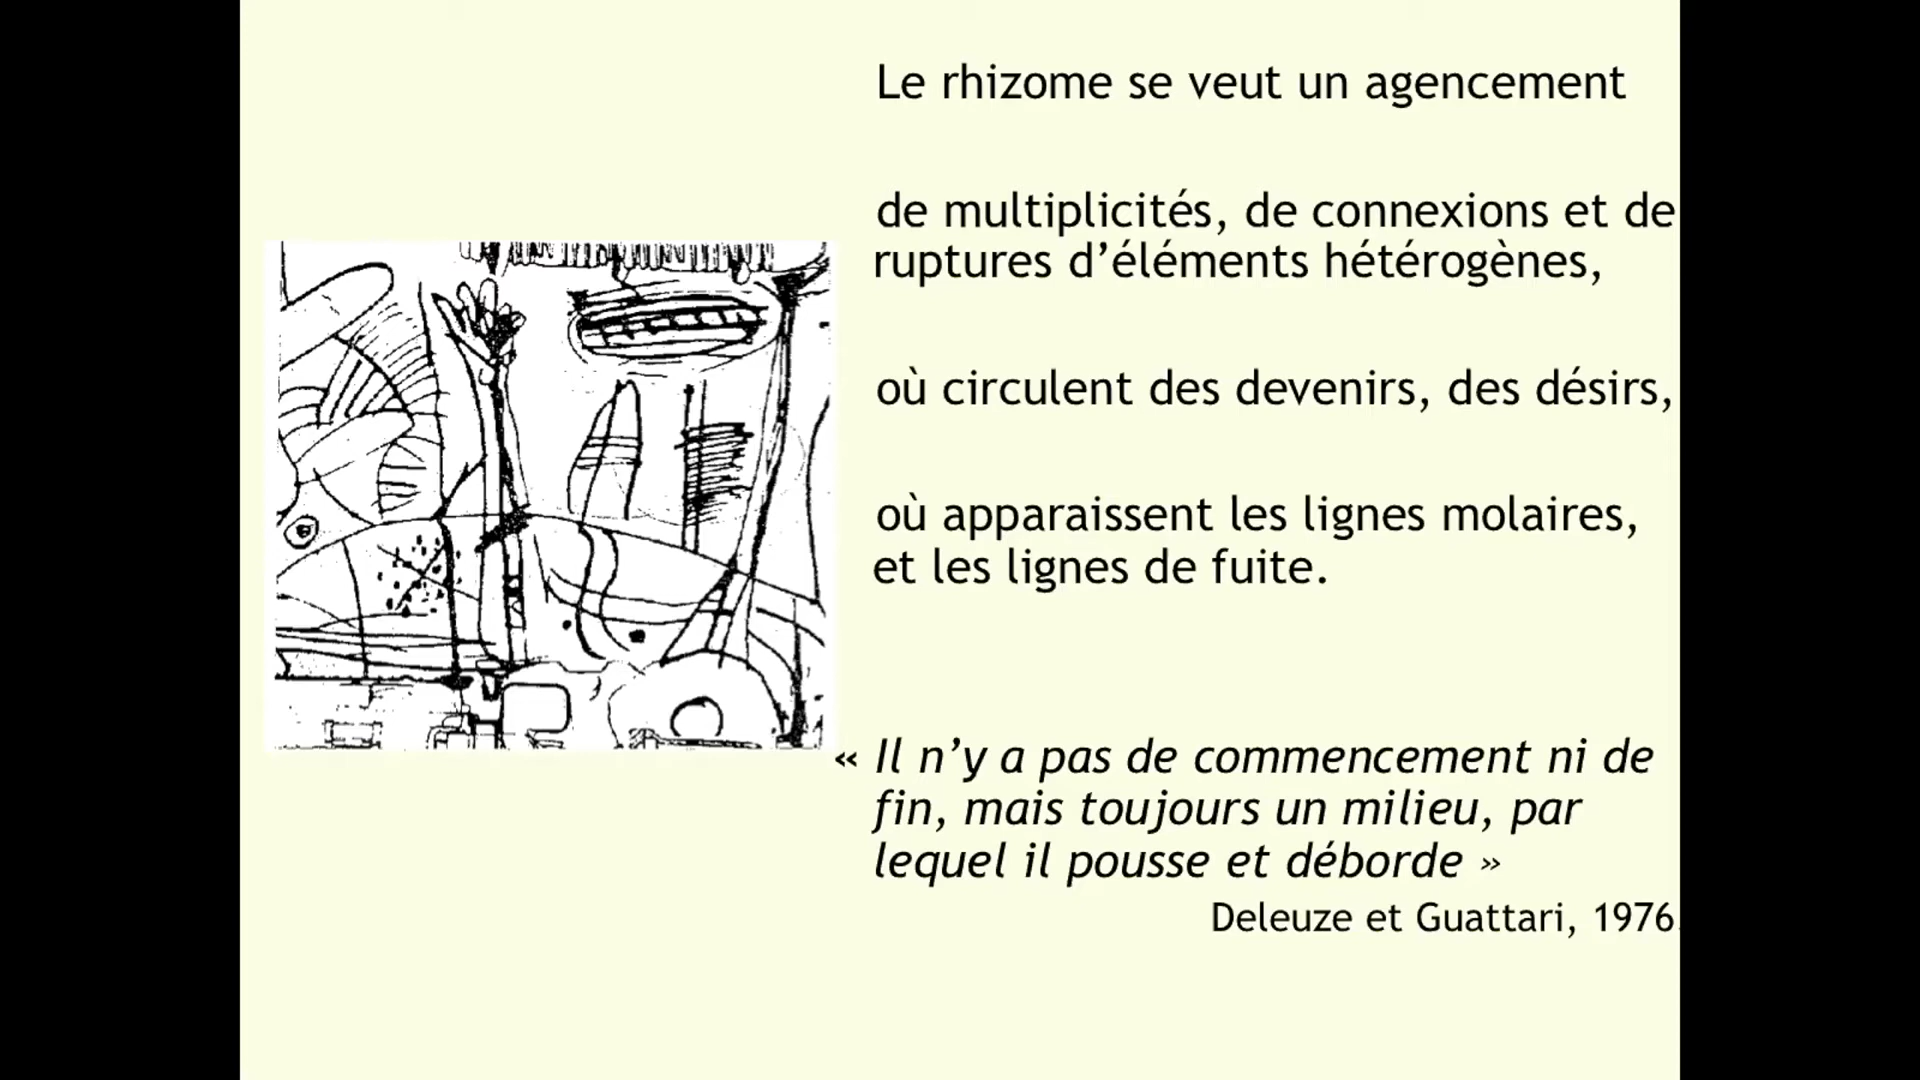 Le rhizome se veut un agencement
de multiplicités, de connexions et de
ruptures d’éléments hétérogènes,
où circulent des devenirs, des désirs,
où apparaissent les lignes molaires,
et les lignes de fuite.
« Il n’y a pas de commencement ni de
fin, mais toujours un milieu, par
lequel il pousse et déborde »
Deleuze et Guattari, 1976